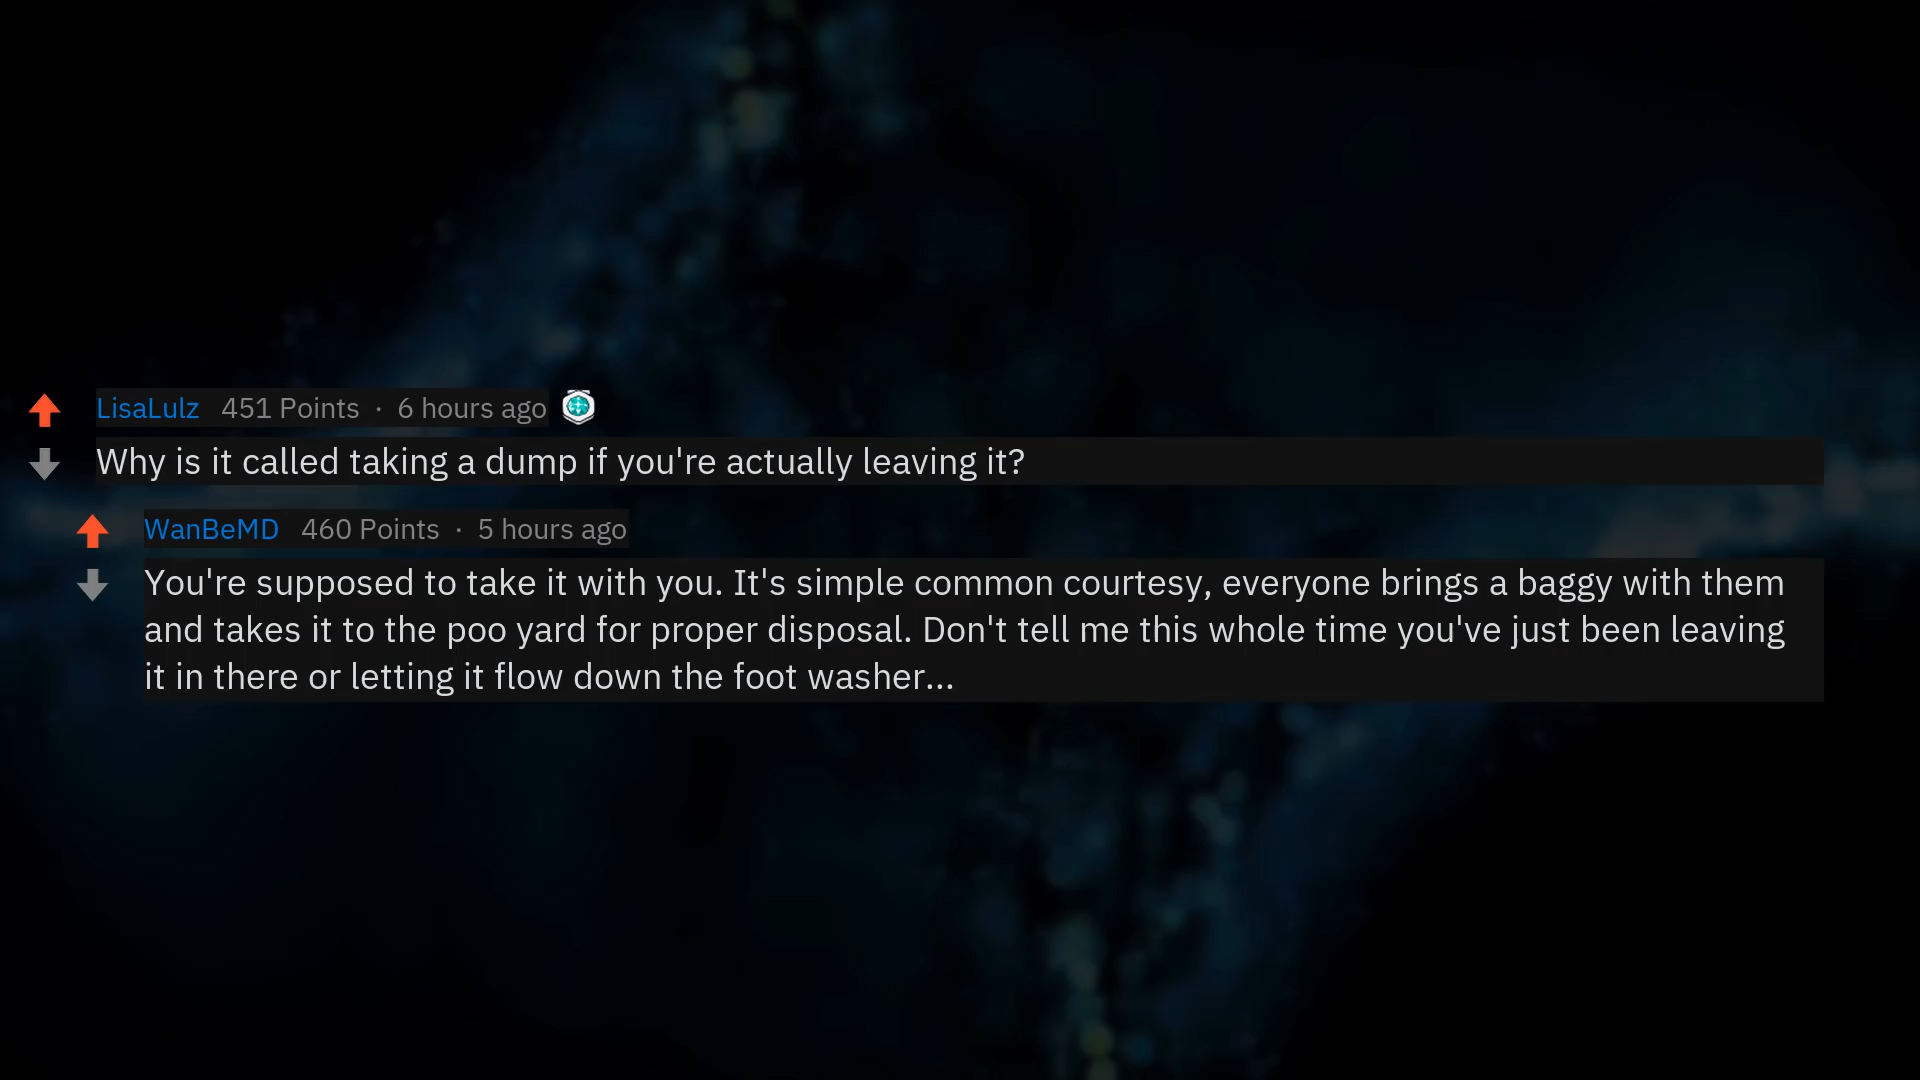 LisaLulz 451 Points · 6 hours ago
Why is it called taking a dump if you're actually leaving it?
WanBeMD 460 Points · 5 hours ago
You're supposed to take it with you. It's simple common courtesy, everyone brings a baggy with them
and takes it to the poo yard for proper disposal. Don't tell me this whole time you've just been leaving
it in there or letting it flow down the foot washer...